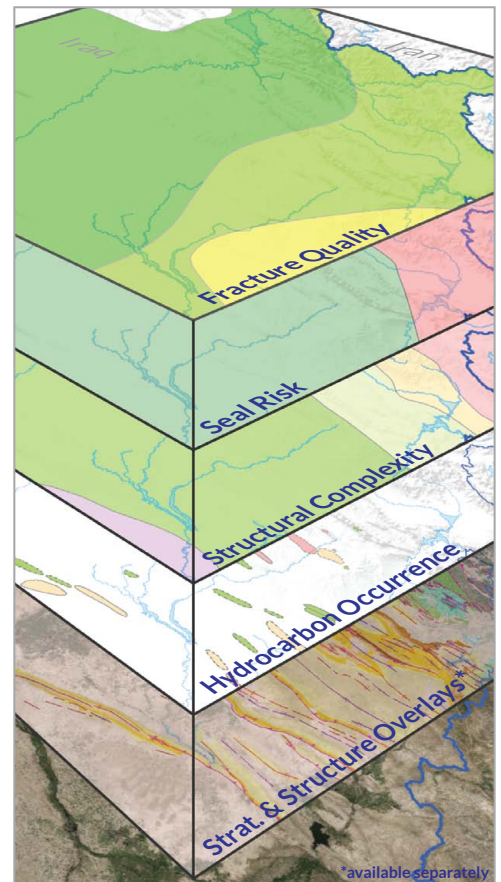 Iraq
Iran
Fracture Quality
Seal Risk
Structural Complexity
Hydrocarbon Occurrence
Strat. & Structure Overlays*
*available separately